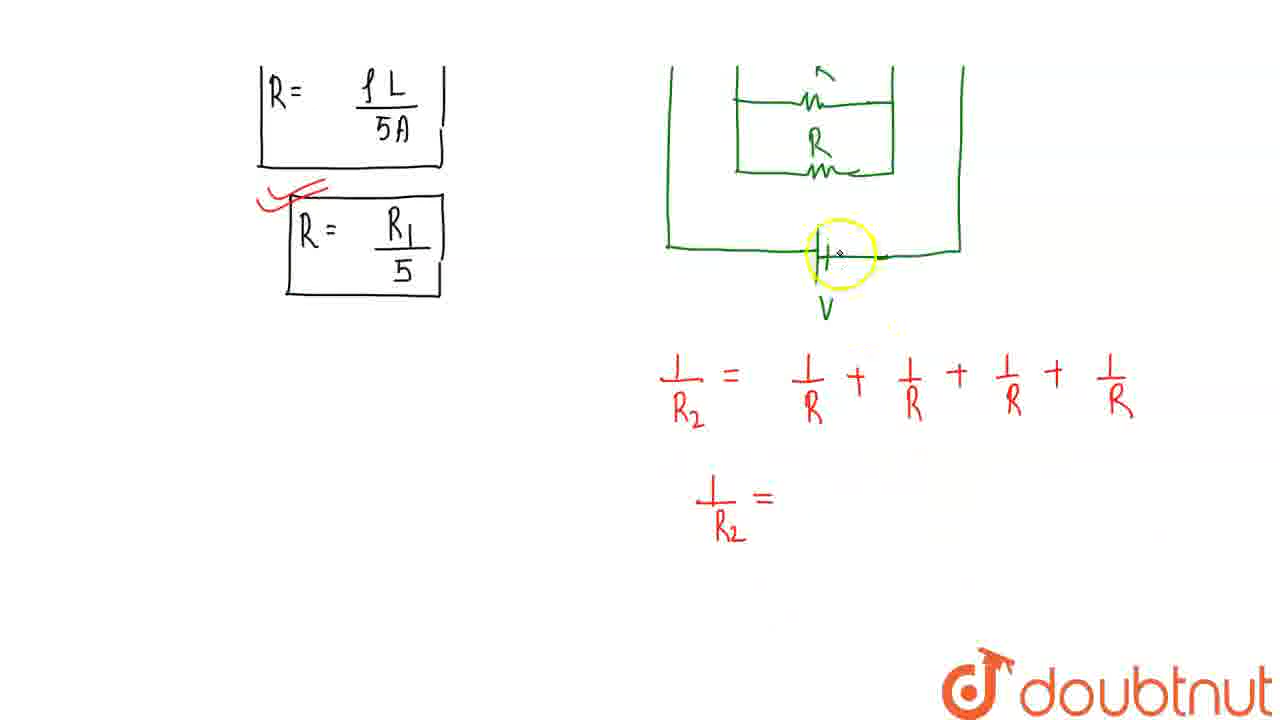 R= ρL/5A
R= R1/5
R
V
1/R2 = 1/R + 1/R + 1/R + 1/R
1/R2 =
doubtnut